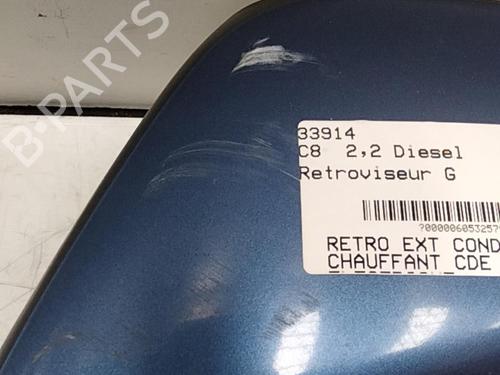 B-PARTS
33914
C8 2,2 Diesel
Retroviseur G
RETRO EXT COND
CHAUFFANT CDE